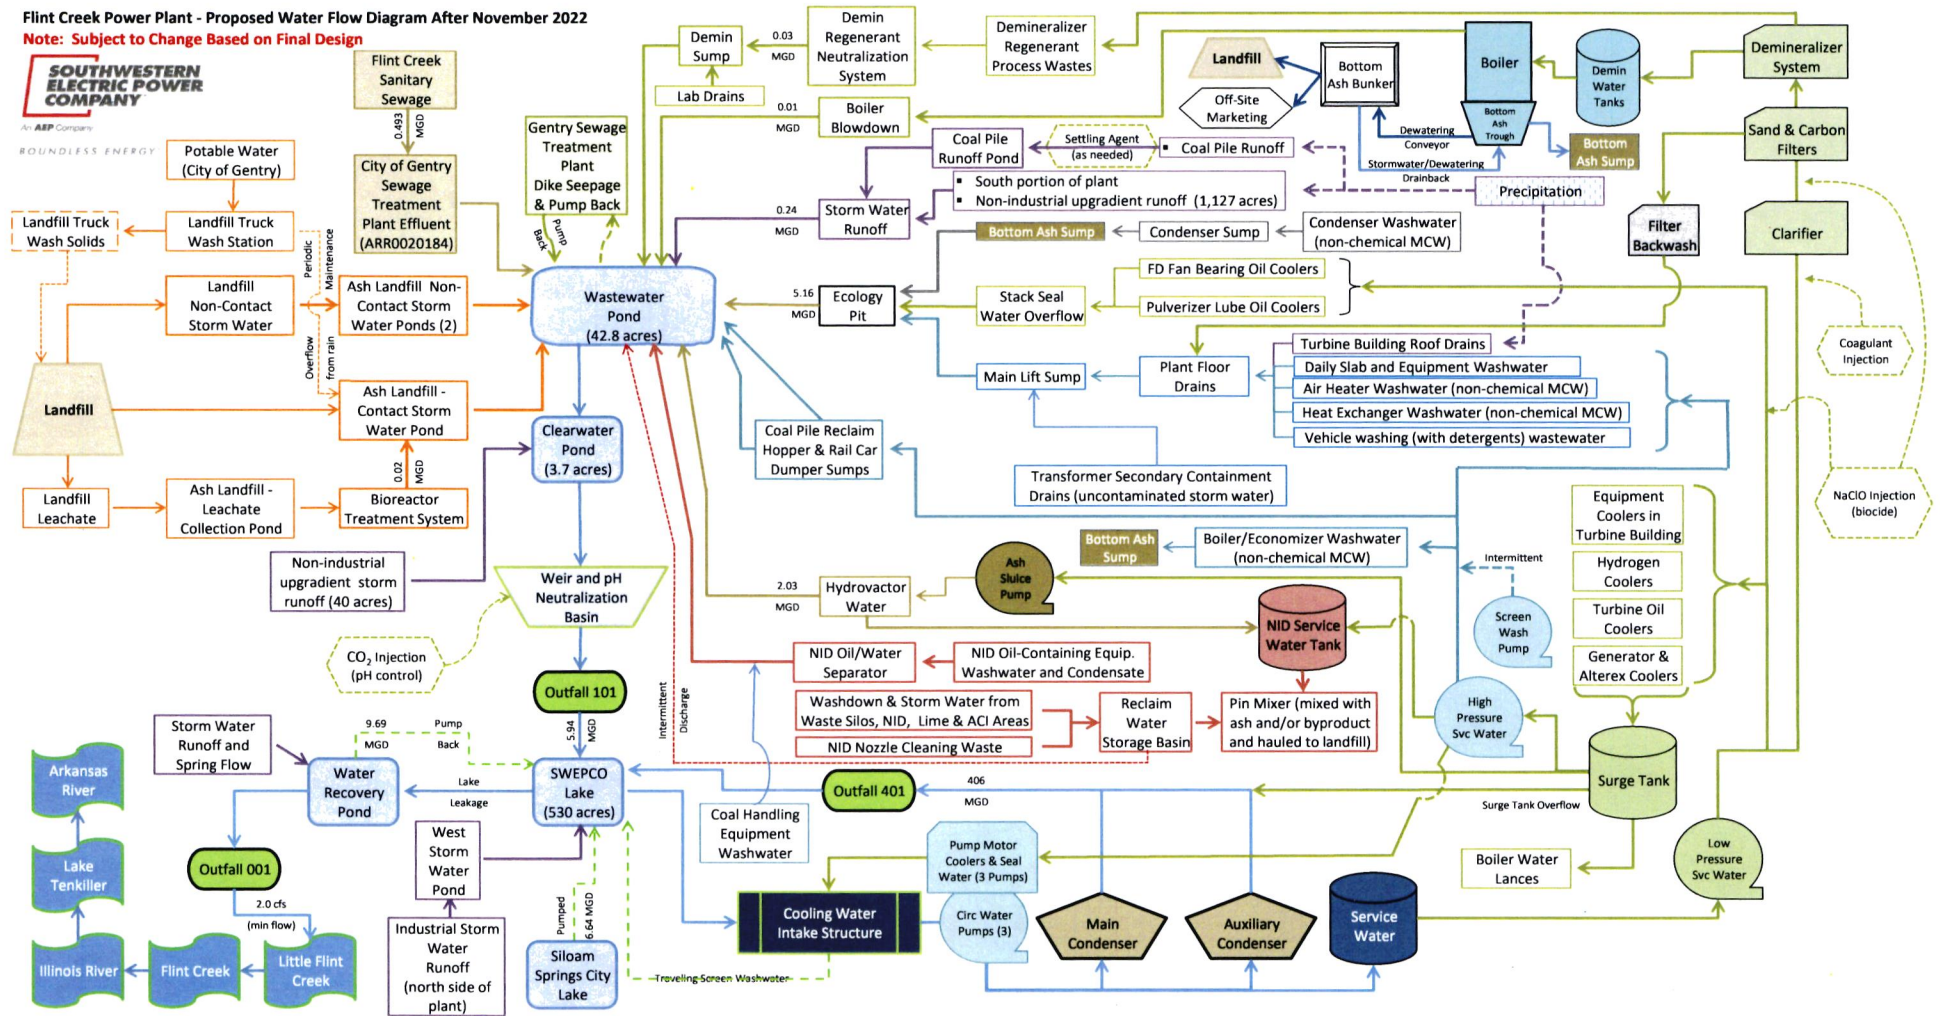 Flint Creek Power Plant - Proposed Water Flow Diagram After November 2022
Note: Subject to Change Based on Final Design
SOUTHWESTERN
ELECTRIC POWER
COMPANY
An AEP Company
BOUNDLESS ENERGY
Flint Creek
Sanitary
Sewage
0.493
MGD
City of Gentry
Sewage
Treatment
Plant Effluent
(ARR0020184)
Gentry Sewage
Treatment
Plant
Dike Seepage
& Pump Back
Pump
Back
Potable Water
(City of Gentry)
Landfill Truck
Wash Solids
Landfill Truck
Wash Station
Periodic
Maintenance
Landfill
Non-Contact
Storm Water
Ash Landfill Non-
Contact Storm
Water Ponds (2)
Overflow
from rain
Landfill
Ash Landfill -
Contact Storm
Water Pond
0.02
MGD
Landfill
Leachate
Ash Landfill -
Leachate
Collection Pond
Bioreactor
Treatment System
Non-industrial
upgradient storm
runoff (40 acres)
Demin
Sump
0.03
MGD
Demin
Regenerant
Neutralization
System
Demineralizer
Regenerant
Process Wastes
Lab Drains
0.01
MGD
Boiler
Blowdown
Landfill
Off-Site
Marketing
Bottom
Ash Bunker
Boiler
Bottom
Ash
Trough
Demin
Water
Tanks
Demineralizer
System
Dewatering
Conveyor
Stormwater/Dewatering
Drainback
Bottom
Ash Sump
Sand & Carbon
Filters
Coal Pile
Runoff Pond
Settling Agent
(as needed)
▪ Coal Pile Runoff
▪ South portion of plant
▪ Non-industrial upgradient runoff (1,127 acres)
Precipitation
0.24
MGD
Storm Water
Runoff
Bottom Ash Sump
Condenser Sump
Condenser Washwater
(non-chemical MCW)
Filter
Backwash
Clarifier
Wastewater
Pond
(42.8 acres)
5.16
MGD
Ecology
Pit
Stack Seal
Water Overflow
FD Fan Bearing Oil Coolers
Pulverizer Lube Oil Coolers
Coagulant
Injection
Main Lift Sump
Plant Floor
Drains
Turbine Building Roof Drains
Daily Slab and Equipment Washwater
Air Heater Washwater (non-chemical MCW)
Heat Exchanger Washwater (non-chemical MCW)
Vehicle washing (with detergents) wastewater
Clearwater
Pond
(3.7 acres)
Coal Pile Reclaim
Hopper & Rail Car
Dumper Sumps
Transformer Secondary Containment
Drains (uncontaminated storm water)
NaClO Injection
(biocide)
Equipment
Coolers in
Turbine Building
Hydrogen
Coolers
Turbine Oil
Coolers
Generator &
Alterex Coolers
Bottom Ash
Sump
Boiler/Economizer Washwater
(non-chemical MCW)
Intermittent
Screen
Wash
Pump
Weir and pH
Neutralization
Basin
2.03
MGD
Hydrovactor
Water
Ash
Sluice
Pump
NID Service
Water Tank
CO2 Injection
(pH control)
NID Oil/Water
Separator
NID Oil-Containing Equip.
Washwater and Condensate
Outfall 101
Intermittent
Discharge
Washdown & Storm Water from
Waste Silos, NID, Lime & ACI Areas
NID Nozzle Cleaning Waste
Reclaim
Water
Storage Basin
Pin Mixer (mixed with
ash and/or byproduct
and hauled to landfill)
High
Pressure
Svc Water
Surge Tank
Surge Tank Overflow
5.94
MGD
Storm Water
Runoff and
Spring Flow
9.69
MGD
Pump
Back
Water
Recovery
Pond
Lake
Leakage
SWEPCO
Lake
(530 acres)
Outfall 401
406
MGD
Coal Handling
Equipment
Washwater
Arkansas
River
Lake
Tenkiller
Outfall 001
2.0 cfs
(min flow)
Illinois River
Flint Creek
Little Flint
Creek
West
Storm
Water
Pond
Industrial Storm
Water
Runoff
(north side of
plant)
Pumped
6.64 MGD
Siloam
Springs City
Lake
Traveling Screen Washwater
Cooling Water
Intake Structure
Pump Motor
Coolers & Seal
Water (3 Pumps)
Circ Water
Pumps (3)
Main
Condenser
Auxiliary
Condenser
Service
Water
Boiler Water
Lances
Low
Pressure
Svc Water